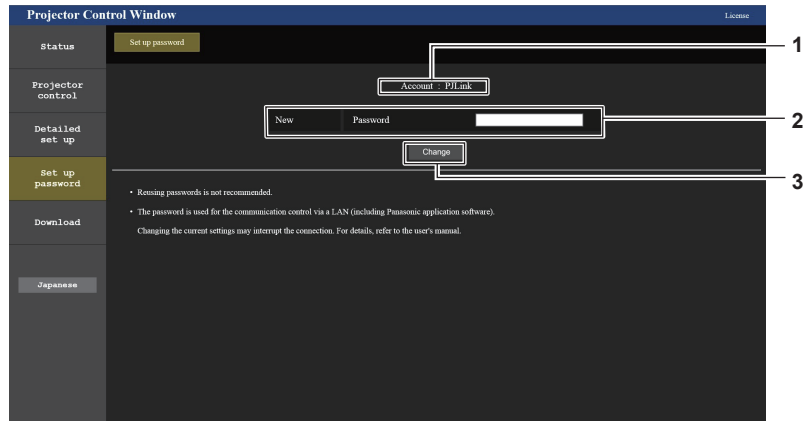 Projector Control Window
License
1
Status
Set up password
Projector
control
Account : PJLink
New Password
2
Detailed
set up
Change
3
Set up
password
• Reusing passwords is not recommended.
• The password is used for the communication control via a LAN (including Panasonic application software).
Changing the current settings may interrupt the connection. For details, refer to the user's manual.
Download
Japanese